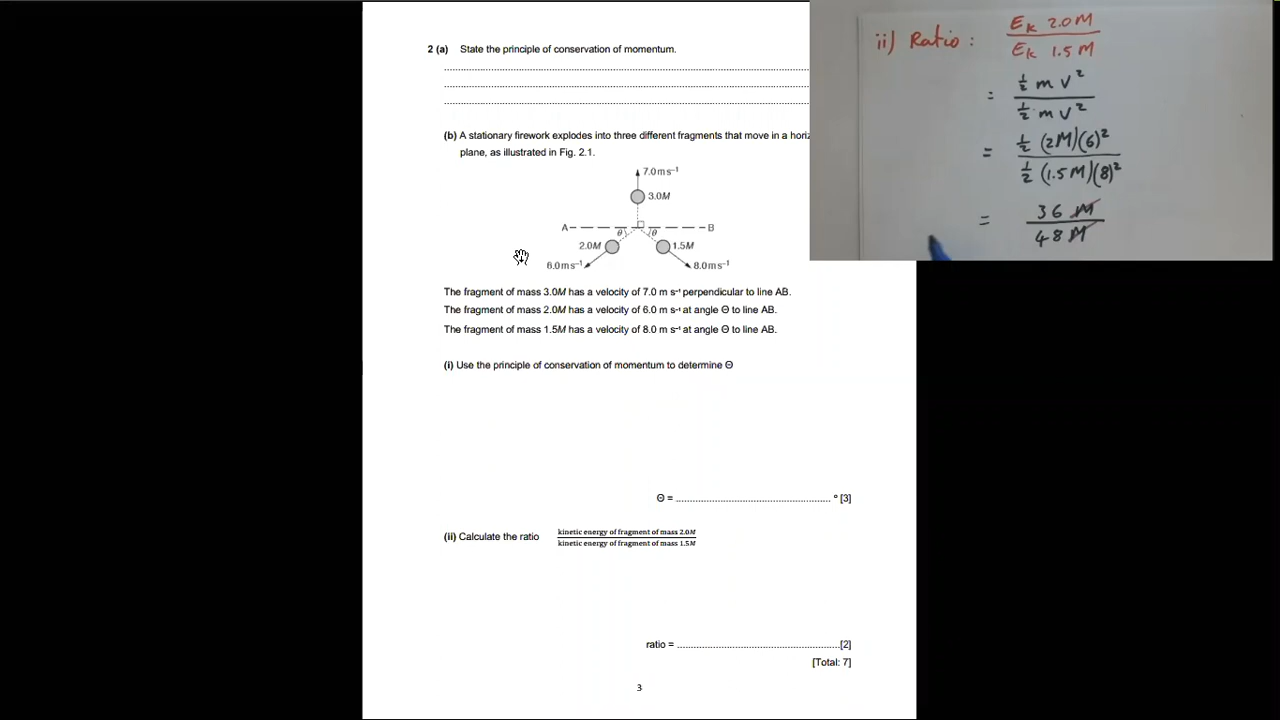 2 (a) State the principle of conservation of momentum.
(b) A stationary firework explodes into three different fragments that move in a
plane, as illustrated in Fig. 2.1.
7.0 m s⁻¹
3.0M
A
B
θ
θ
2.0M
1.5M
6.0 m s⁻¹
8.0 m s⁻¹
The fragment of mass 3.0M has a velocity of 7.0 m s⁻¹ perpendicular to line AB.
The fragment of mass 2.0M has a velocity of 6.0 m s⁻¹ at angle Θ to line AB.
The fragment of mass 1.5M has a velocity of 8.0 m s⁻¹ at angle Θ to line AB.
(i) Use the principle of conservation of momentum to determine Θ
Θ = .................................................... ° [3]
(ii) Calculate the ratio
kinetic energy of fragment of mass 2.0M
kinetic energy of fragment of mass 1.5M
ratio = ......................................................[2]
[Total: 7]
3
ii) Ratio :
E_K 2.0M
E_K 1.5M
= ½ m v²
½ m v²
= ½ (2M)(6)²
½ (1.5M)(8)²
= 36 M
48 M